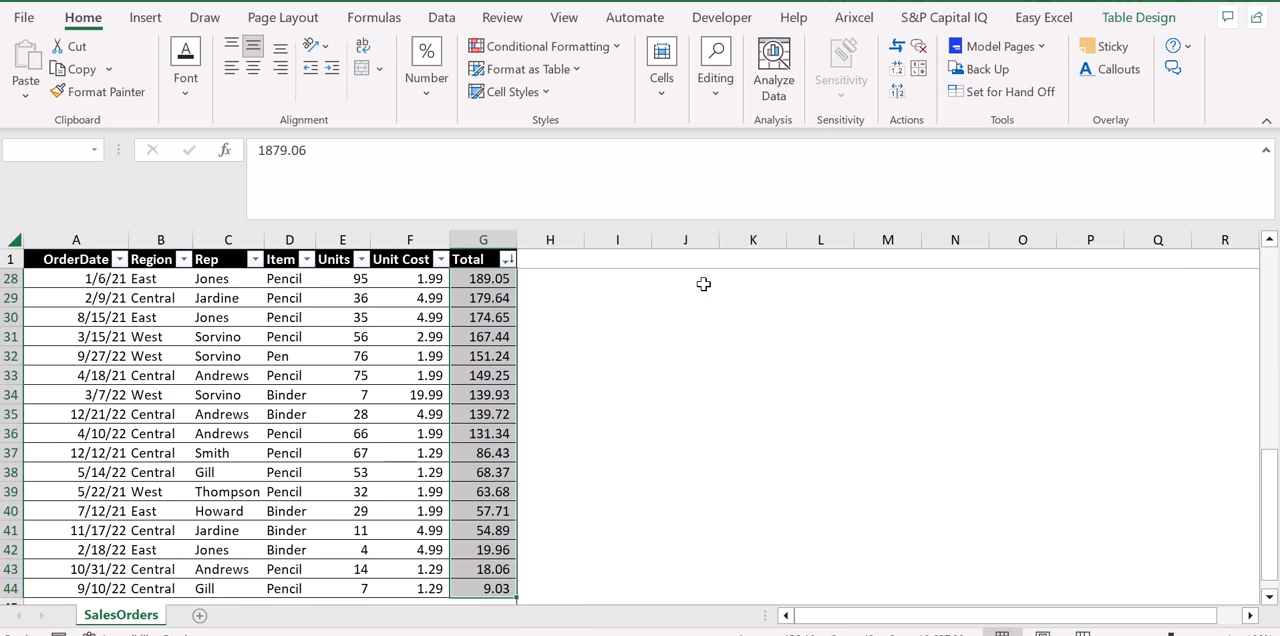 File Home Insert Draw Page Layout Formulas Data Review View Automate Developer Help Arixcel S&P Capital IQ Easy Excel Table Design
Cut
Copy
Format Painter
Paste
Clipboard
A
Font
ab
Alignment
%
Number
Conditional Formatting
Format as Table
Cell Styles
Styles
Cells
Editing
Analyze
Data
Analysis
Sensitivity
Sensitivity
Actions
Model Pages
Back Up
Set for Hand Off
Tools
Sticky
A Callouts
Overlay
fx 1879.06
A B C D E F G H I J K L M N O P Q R
1 OrderDate Region Rep Item Units Unit Cost Total
28 1/6/21 East Jones Pencil 95 1.99 189.05
29 2/9/21 Central Jardine Pencil 36 4.99 179.64
30 8/15/21 East Jones Pencil 35 4.99 174.65
31 3/15/21 West Sorvino Pencil 56 2.99 167.44
32 9/27/22 West Sorvino Pen 76 1.99 151.24
33 4/18/21 Central Andrews Pencil 75 1.99 149.25
34 3/7/22 West Sorvino Binder 7 19.99 139.93
35 12/21/22 Central Andrews Binder 28 4.99 139.72
36 4/10/22 Central Andrews Pencil 66 1.99 131.34
37 12/12/21 Central Smith Pencil 67 1.29 86.43
38 5/14/22 Central Gill Pencil 53 1.29 68.37
39 5/22/21 West Thompson Pencil 32 1.99 63.68
40 7/12/21 East Howard Binder 29 1.99 57.71
41 11/17/22 Central Jardine Binder 11 4.99 54.89
42 2/18/22 East Jones Binder 4 4.99 19.96
43 10/31/22 Central Andrews Pencil 14 1.29 18.06
44 9/10/22 Central Gill Pencil 7 1.29 9.03
SalesOrders